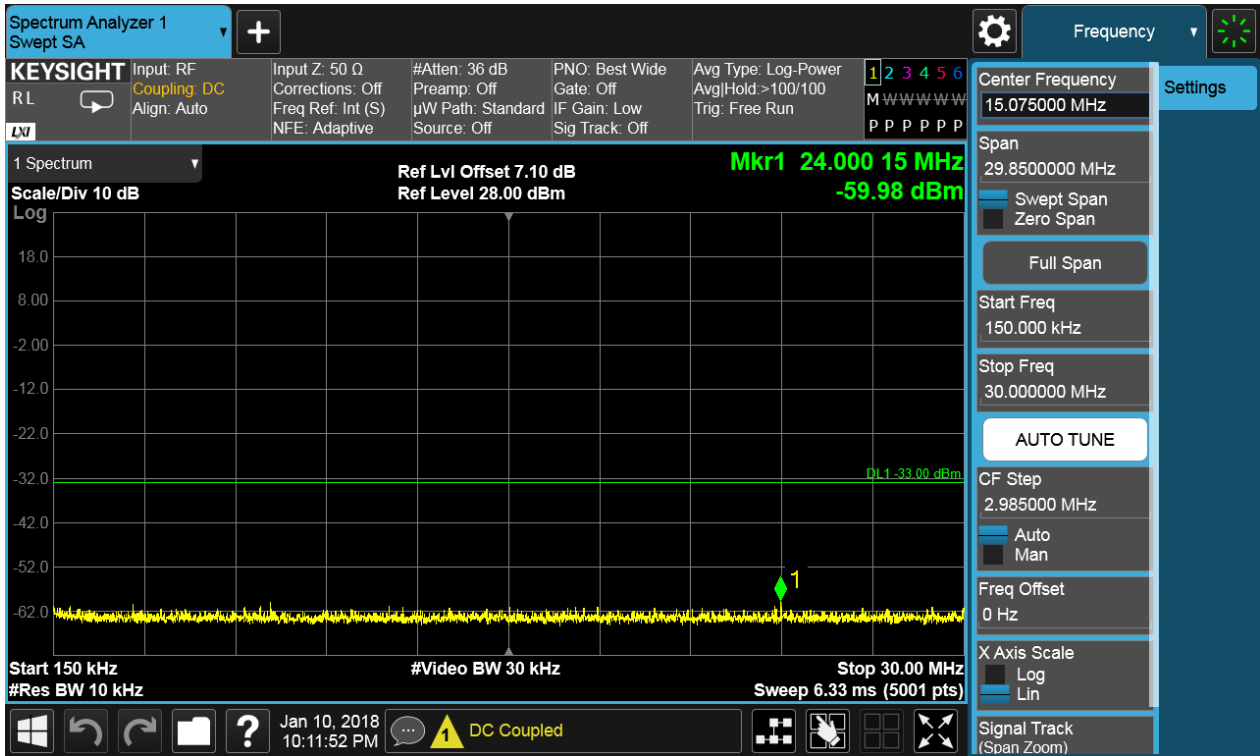 Spectrum Analyzer 1
Swept SA
+
Frequency
KEYSIGHT
R L
LXI
Input: RF
Coupling: DC
Align: Auto
Input Z: 50 Ω
Corrections: Off
Freq Ref: Int (S)
NFE: Adaptive
#Atten: 36 dB
Preamp: Off
µW Path: Standard
Source: Off
PNO: Best Wide
Gate: Off
IF Gain: Low
Sig Track: Off
Avg Type: Log-Power
Avg|Hold:>100/100
Trig: Free Run
1 2 3 4 5 6
M W W W W W
P P P P P P
1 Spectrum
Scale/Div 10 dB
Log
Ref Lvl Offset 7.10 dB
Ref Level 28.00 dBm
Mkr1 24.000 15 MHz
-59.98 dBm
18.0
8.00
-2.00
-12.0
-22.0
-32.0
-42.0
-52.0
-62.0
DL1 -33.00 dBm
1
Start 150 kHz
#Res BW 10 kHz
#Video BW 30 kHz
Stop 30.00 MHz
Sweep 6.33 ms (5001 pts)
Center Frequency
15.075000 MHz
Span
29.8500000 MHz
Swept Span
Zero Span
Full Span
Start Freq
150.000 kHz
Stop Freq
30.000000 MHz
AUTO TUNE
CF Step
2.985000 MHz
Auto
Man
Freq Offset
0 Hz
X Axis Scale
Log
Lin
Signal Track
(Span Zoom)
Settings
?
Jan 10, 2018
10:11:52 PM
1
DC Coupled